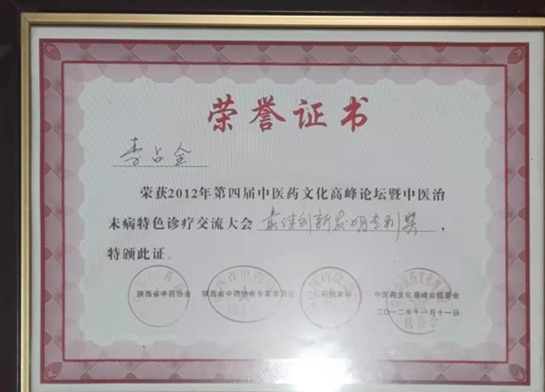 荣誉证书
李占金
荣获2012年第四届中医药文化高峰论坛暨中医治
未病特色诊疗交流大会 最佳创新发明专利奖 ，
特颁此证。
陕西省中药协会 陕西省中药协会专家委员会 中医药文化高峰会组委会
二〇一二年十一月十一日